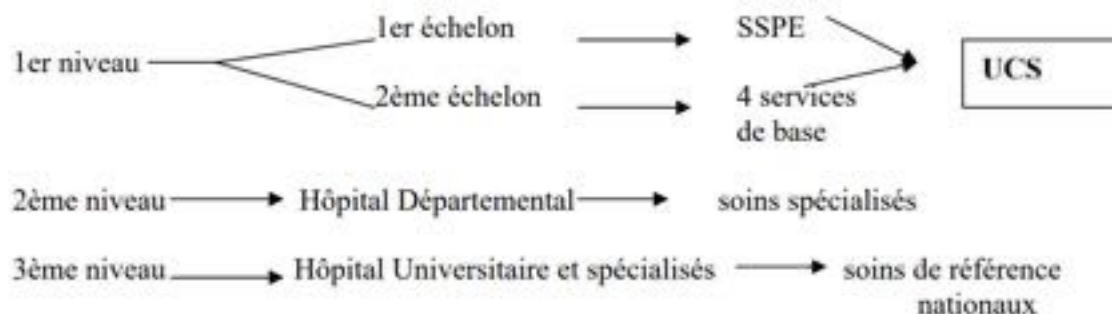 1er échelon SSPE
1er niveau UCS
2ème échelon 4 services
de base
2ème niveau Hôpital Départemental soins spécialisés
3ème niveau Hôpital Universitaire et spécialisés soins de référence
nationaux